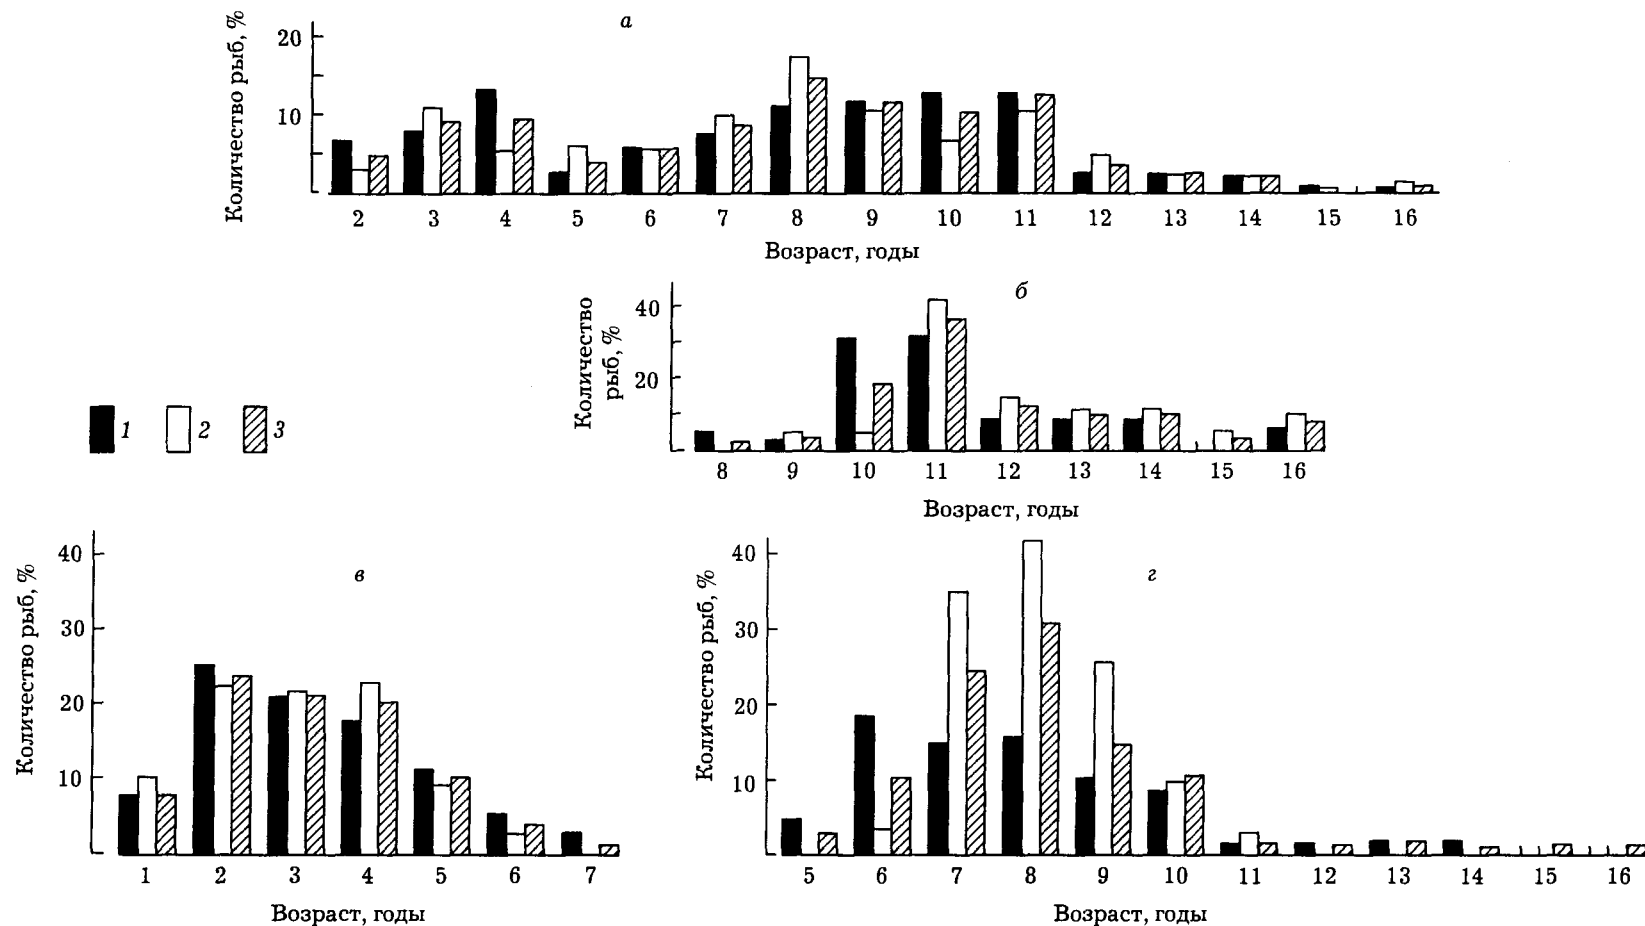 а
Количество рыб, %
20
10
2 3 4 5 6 7 8 9 10 11 12 13 14 15 16
Возраст, годы
б
Количество
рыб, %
40
20
8 9 10 11 12 13 14 15 16
Возраст, годы
1 2 3
в
Количество рыб, %
40
30
20
10
1 2 3 4 5 6 7
Возраст, годы
г
Количество рыб, %
40
30
20
10
5 6 7 8 9 10 11 12 13 14 15 16
Возраст, годы